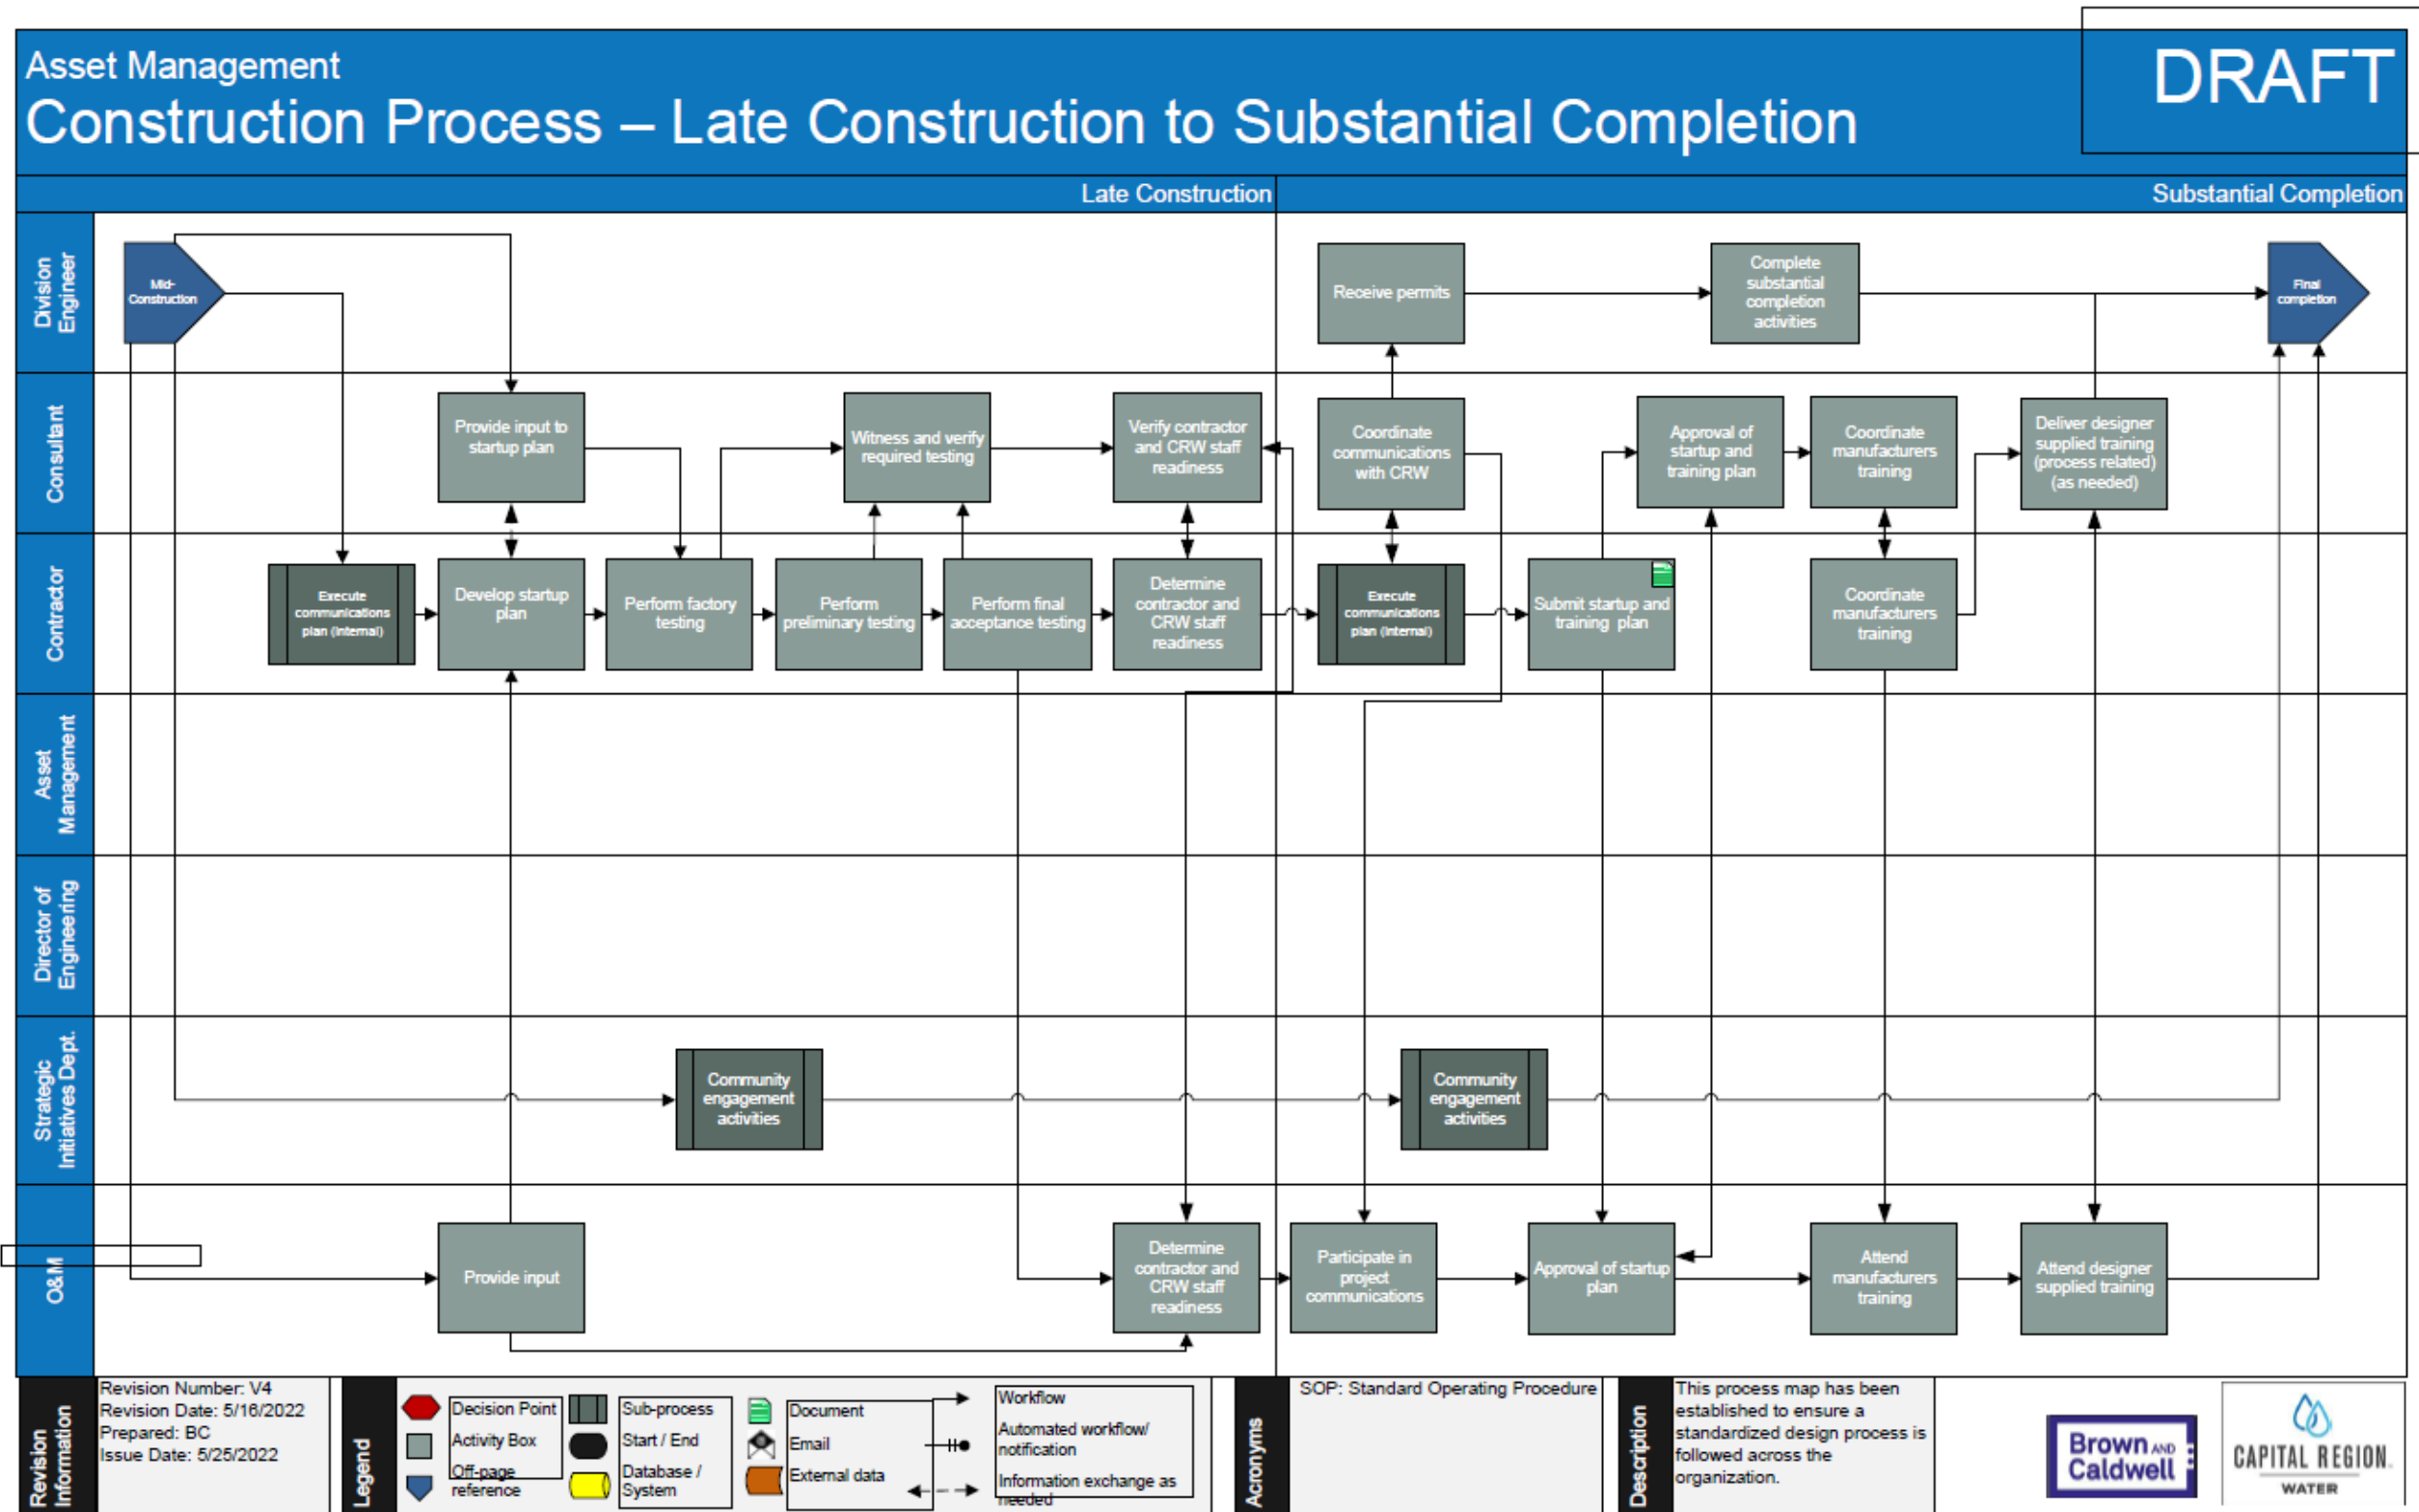 Asset Management
DRAFT
Construction Process – Late Construction to Substantial Completion
Late Construction
Substantial Completion
Division
Engineer
Mid-
Construction
Receive permits
Complete
substantial
completion
activities
Final
completion
Consultant
Provide input to
startup plan
Witness and verify
required testing
Verify contractor
and CRW staff
readiness
Coordinate
communications
with CRW
Approval of
startup and
training plan
Coordinate
manufacturers
training
Deliver designer
supplied training
(process related)
(as needed)
Contractor
Execute
communications
plan (internal)
Develop startup
plan
Perform factory
testing
Perform
preliminary testing
Perform final
acceptance testing
Determine
contractor and
CRW staff
readiness
Execute
communications
plan (internal)
Submit startup and
training plan
Coordinate
manufacturers
training
Asset
Management
Director of
Engineering
Strategic
Initiatives Dept.
Community
engagement
activities
Community
engagement
activities
O&M
Provide input
Determine
contractor and
CRW staff
readiness
Participate in
project
communications
Approval of startup
plan
Attend
manufacturers
training
Attend designer
supplied training
Revision
Information
Revision Number: V4
Revision Date: 5/16/2022
Prepared: BC
Issue Date: 5/25/2022
Legend
Decision Point
Activity Box
Off-page
reference
Sub-process
Start / End
Database /
System
Document
Email
External data
Workflow
Automated workflow/
notification
Information exchange as
needed
Acronyms
SOP: Standard Operating Procedure
Description
This process map has been
established to ensure a
standardized design process is
followed across the
organization.
Brown AND
Caldwell
CAPITAL REGION
WATER